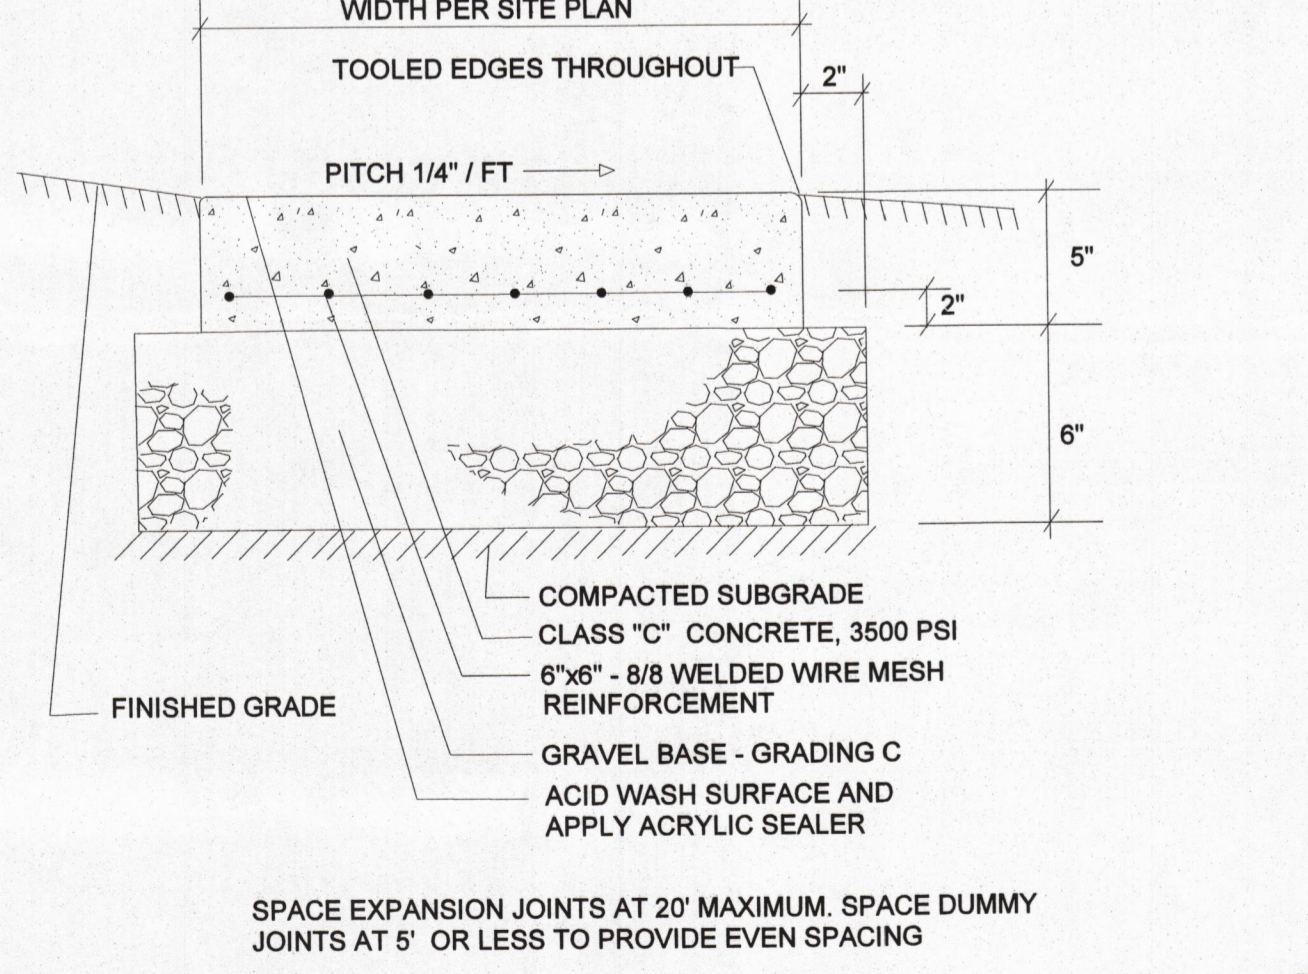 WIDTH PER SITE PLAN
TOOLED EDGES THROUGHOUT
2"
PITCH 1/4" / FT
5"
2"
6"
COMPACTED SUBGRADE
CLASS "C" CONCRETE, 3500 PSI
6"x6" - 8/8 WELDED WIRE MESH
REINFORCEMENT
FINISHED GRADE
GRAVEL BASE - GRADING C
ACID WASH SURFACE AND
APPLY ACRYLIC SEALER
SPACE EXPANSION JOINTS AT 20' MAXIMUM. SPACE DUMMY
JOINTS AT 5' OR LESS TO PROVIDE EVEN SPACING